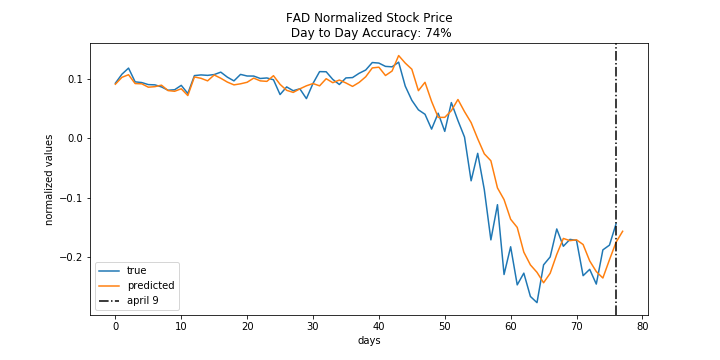 FAD Normalized Stock Price
Day to Day Accuracy: 74%
normalized values
0.1
0.0
−0.1
−0.2
true
predicted
april 9
0 10 20 30 40 50 60 70 80
days